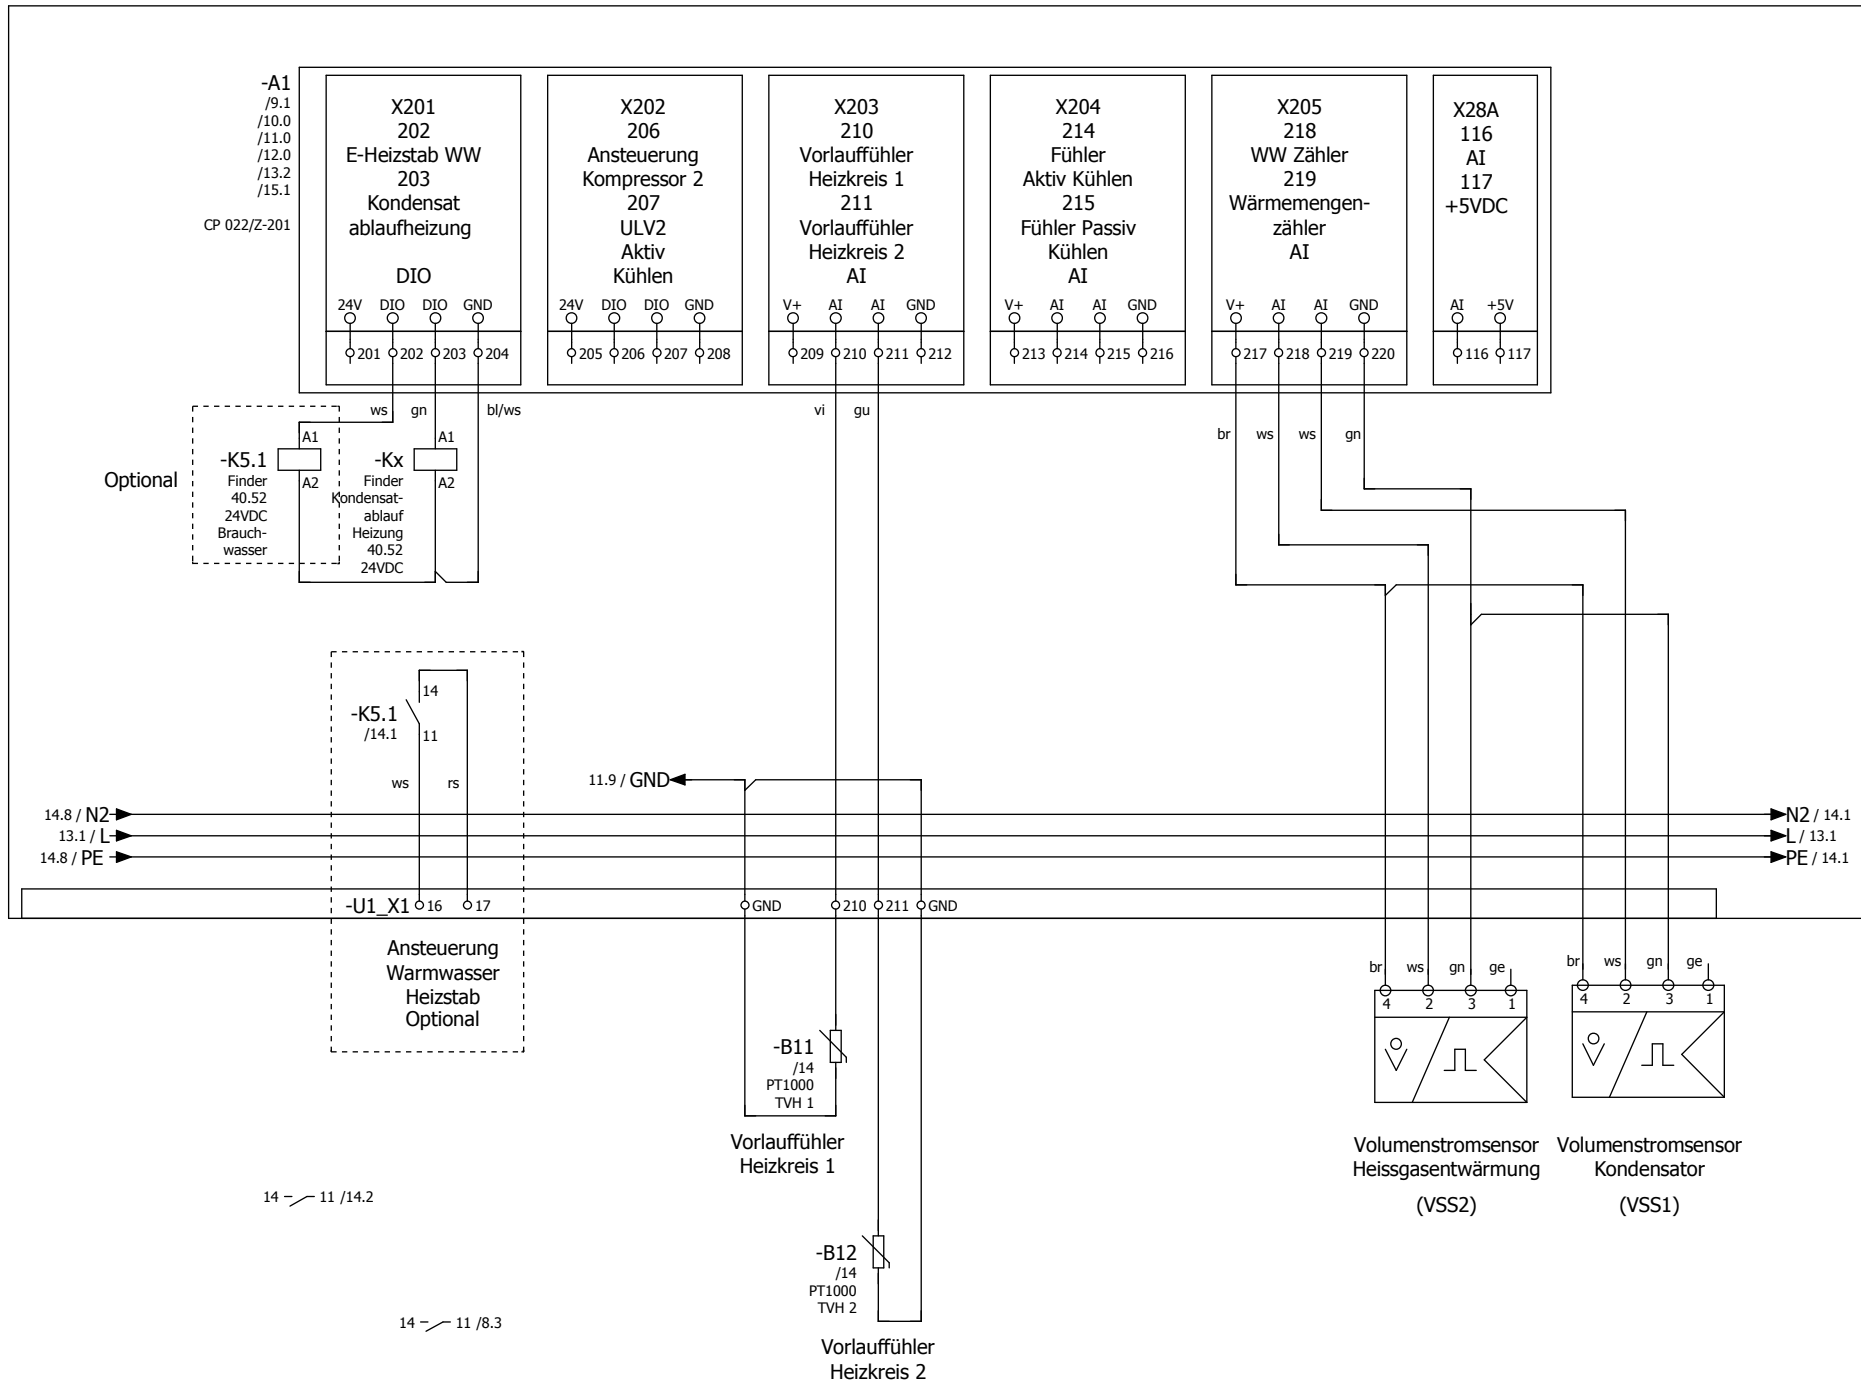 -A1
/9.1
/10.0
/11.0
/12.0
/13.2
/15.1
CP 022/Z-201
X201
202
E-Heizstab WW
203
Kondensat
ablaufheizung
DIO
24V DIO DIO GND
201 202 203 204
X202
206
Ansteuerung
Kompressor 2
207
ULV2
Aktiv
Kühlen
24V DIO DIO GND
205 206 207 208
X203
210
Vorlauffühler
Heizkreis 1
211
Vorlauffühler
Heizkreis 2
AI
V+ AI AI GND
209 210 211 212
X204
214
Fühler
Aktiv Kühlen
215
Fühler Passiv
Kühlen
AI
V+ AI AI GND
213 214 215 216
X205
218
WW Zähler
219
Wärmemengen-
zähler
AI
V+ AI AI GND
217 218 219 220
X28A
116
AI
117
+5VDC
AI +5V
116 117
ws gn bl/ws
vi gu
br ws ws gn
Optional
A1
-K5.1
A2
Finder
40.52
24VDC
Brauch-
wasser
A1
-Kx
A2
Finder
Kondensat-
ablauf
Heizung
40.52
24VDC
14
-K5.1
/14.1
11
ws rs
11.9 / GND
14.8 / N2
13.1 / L
14.8 / PE
N2 / 14.1
L / 13.1
PE / 14.1
-U1_X1 16 17
GND 210 211 GND
Ansteuerung
Warmwasser
Heizstab
Optional
-B11
/14
PT1000
TVH 1
Vorlauffühler
Heizkreis 1
-B12
/14
PT1000
TVH 2
Vorlauffühler
Heizkreis 2
br ws gn ge
4 2 3 1
Volumenstromsensor
Heissgasentwärmung
(VSS2)
br ws gn ge
4 2 3 1
Volumenstromsensor
Kondensator
(VSS1)
14 11 /14.2
14 11 /8.3